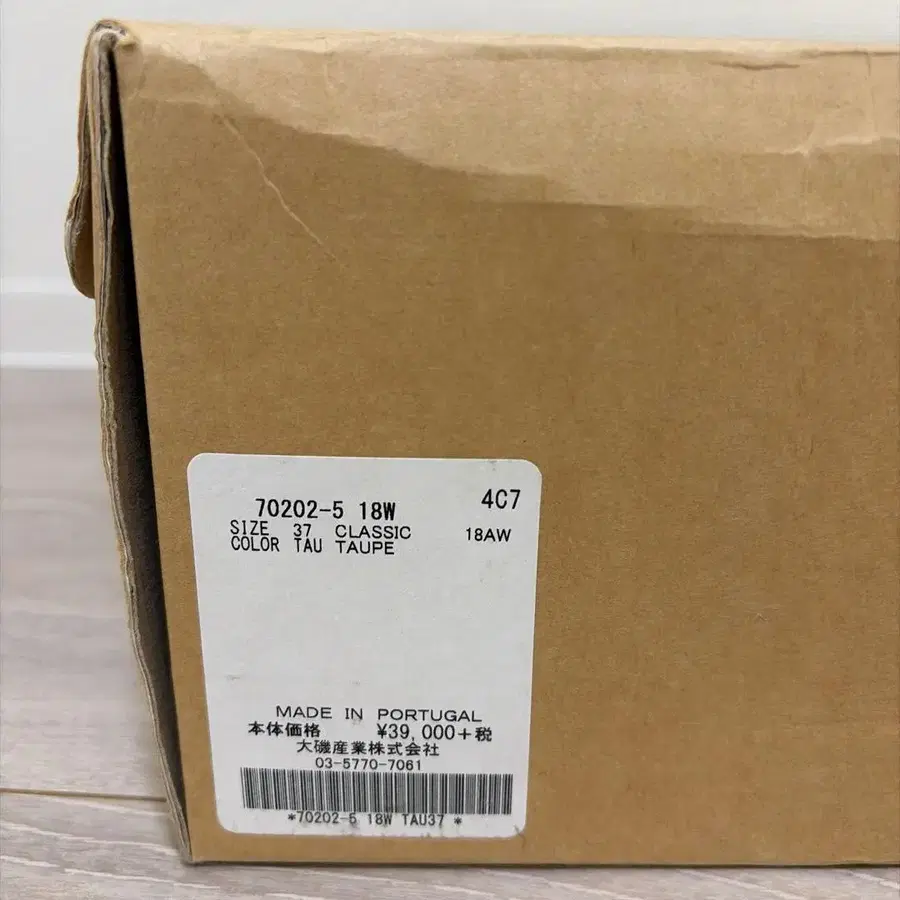 70202-5 18W 4C7
SIZE 37 CLASSIC 18AW
COLOR TAU TAUPE
MADE IN PORTUGAL
本体価格 ¥39,000+税
大磯産業株式会社
03-5770-7061
*70202-5 18W TAU37 *